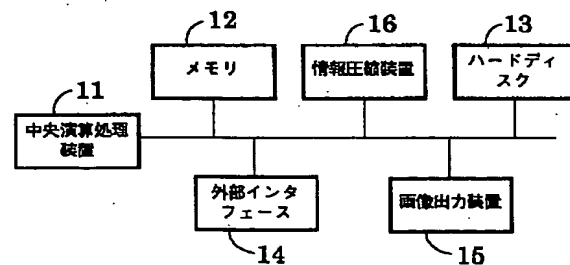 12
メモリ
16
情報圧縮装置
13
ハードディ
スク
11
中央演算処理
装置
外部インタ
フェース
14
画像出力装置
15